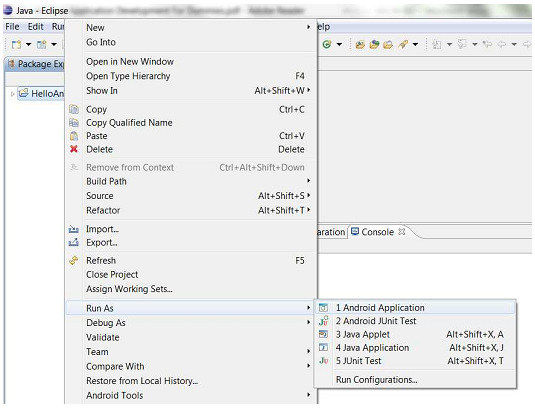 Java - Eclipse Application Development For Dummies.pdf - Adobe Reader
File Edit Ru
elp
Package Exp
HelloAn
New
Go Into
Open in New Window
Open Type Hierarchy F4
Show In Alt+Shift+W
Copy Ctrl+C
Copy Qualified Name
Paste Ctrl+V
Delete Delete
Remove from Context Ctrl+Alt+Shift+Down
Build Path
Source Alt+Shift+S
Refactor Alt+Shift+T
Import...
Export...
aration Console
Refresh F5
Close Project
Assign Working Sets...
Run As
Debug As
Validate
Team
Compare With
Restore from Local History...
Android Tools
1 Android Application
2 Android JUnit Test
3 Java Applet Alt+Shift+X, A
4 Java Application Alt+Shift+X, J
5 JUnit Test Alt+Shift+X, T
Run Configurations...